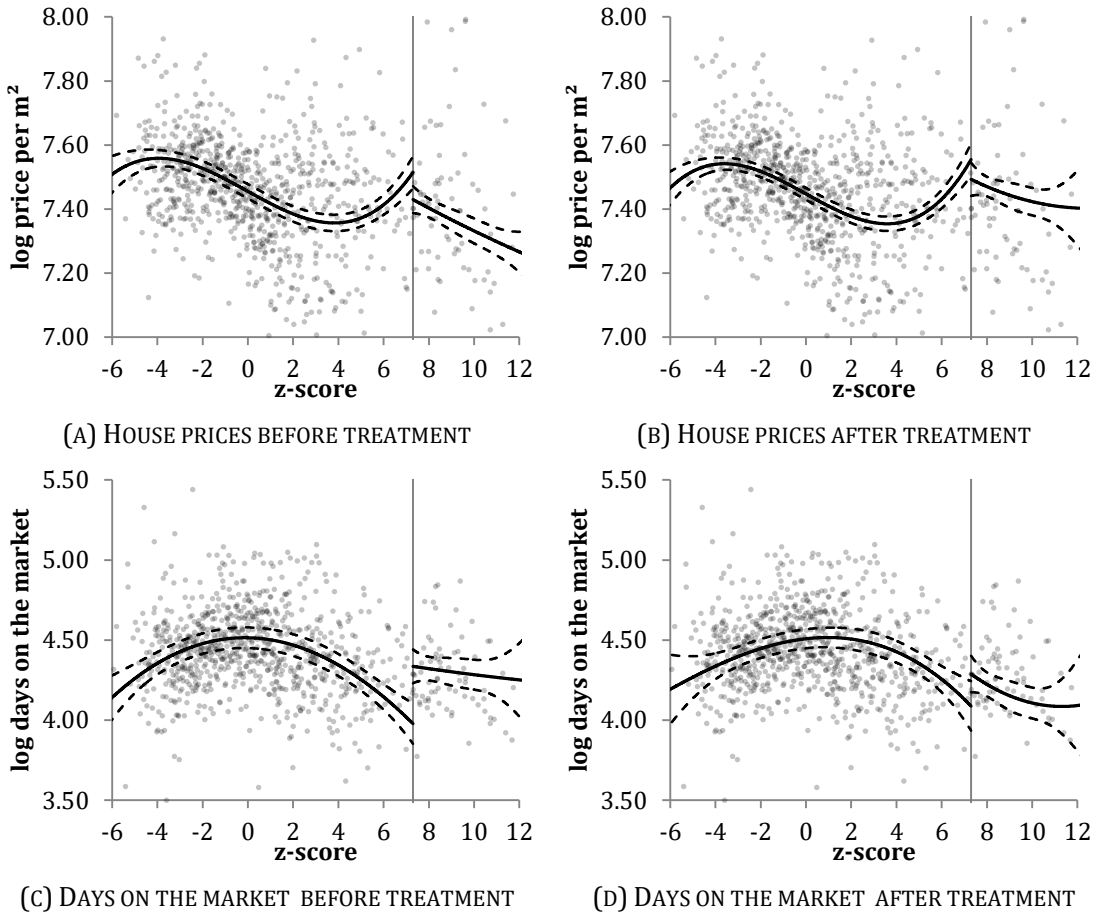 8.00
7.80
7.60
7.40
7.20
7.00
log price per m²
-6 -4 -2 0 2 4 6 8 10 12
z-score
(A) HOUSE PRICES BEFORE TREATMENT
8.00
7.80
7.60
7.40
7.20
7.00
log price per m²
-6 -4 -2 0 2 4 6 8 10 12
z-score
(B) HOUSE PRICES AFTER TREATMENT
5.50
5.00
4.50
4.00
3.50
log days on the market
-6 -4 -2 0 2 4 6 8 10 12
z-score
(C) DAYS ON THE MARKET BEFORE TREATMENT
5.50
5.00
4.50
4.00
3.50
log days on the market
-6 -4 -2 0 2 4 6 8 10 12
z-score
(D) DAYS ON THE MARKET AFTER TREATMENT